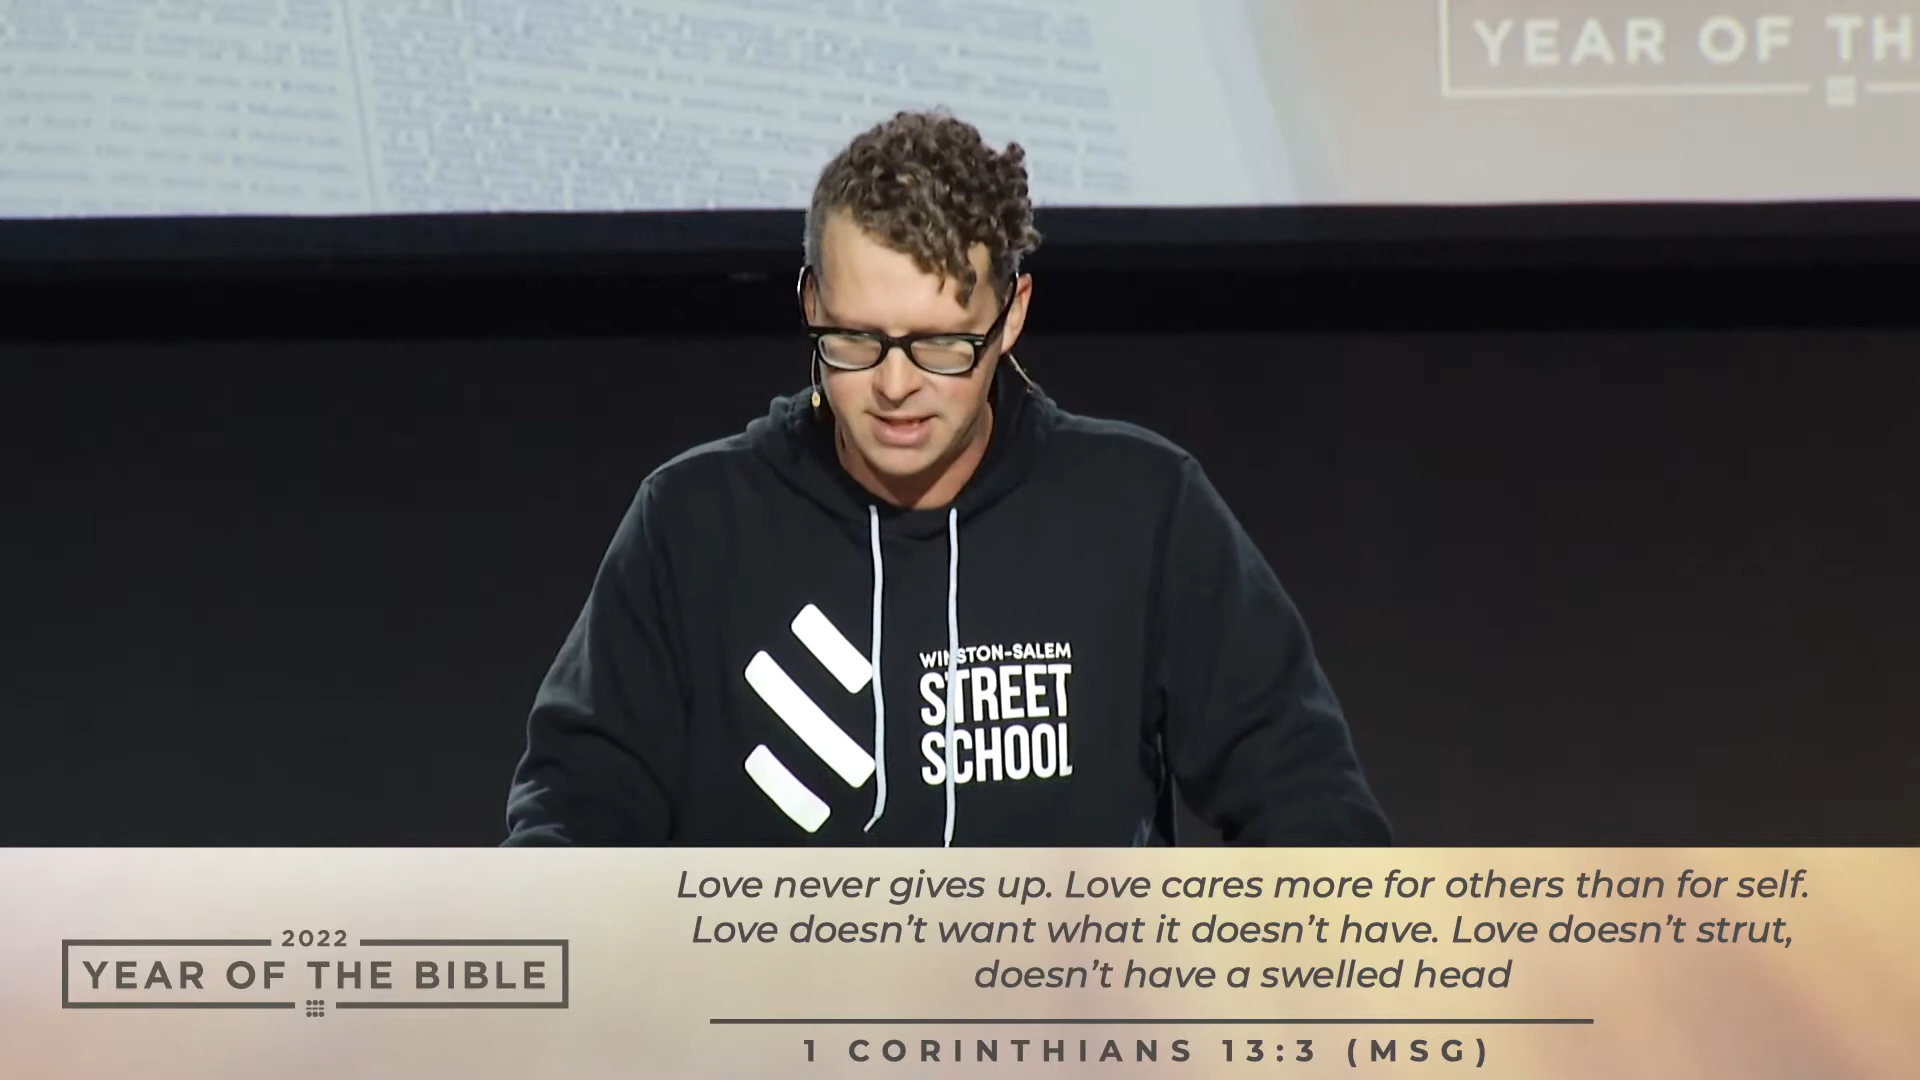 YEAR OF TH
WINSTON-SALEM
STREET
SCHOOL
Love never gives up. Love cares more for others than for self.
Love doesn’t want what it doesn’t have. Love doesn’t strut,
doesn’t have a swelled head
2022
YEAR OF THE BIBLE
1 CORINTHIANS 13:3 (MSG)